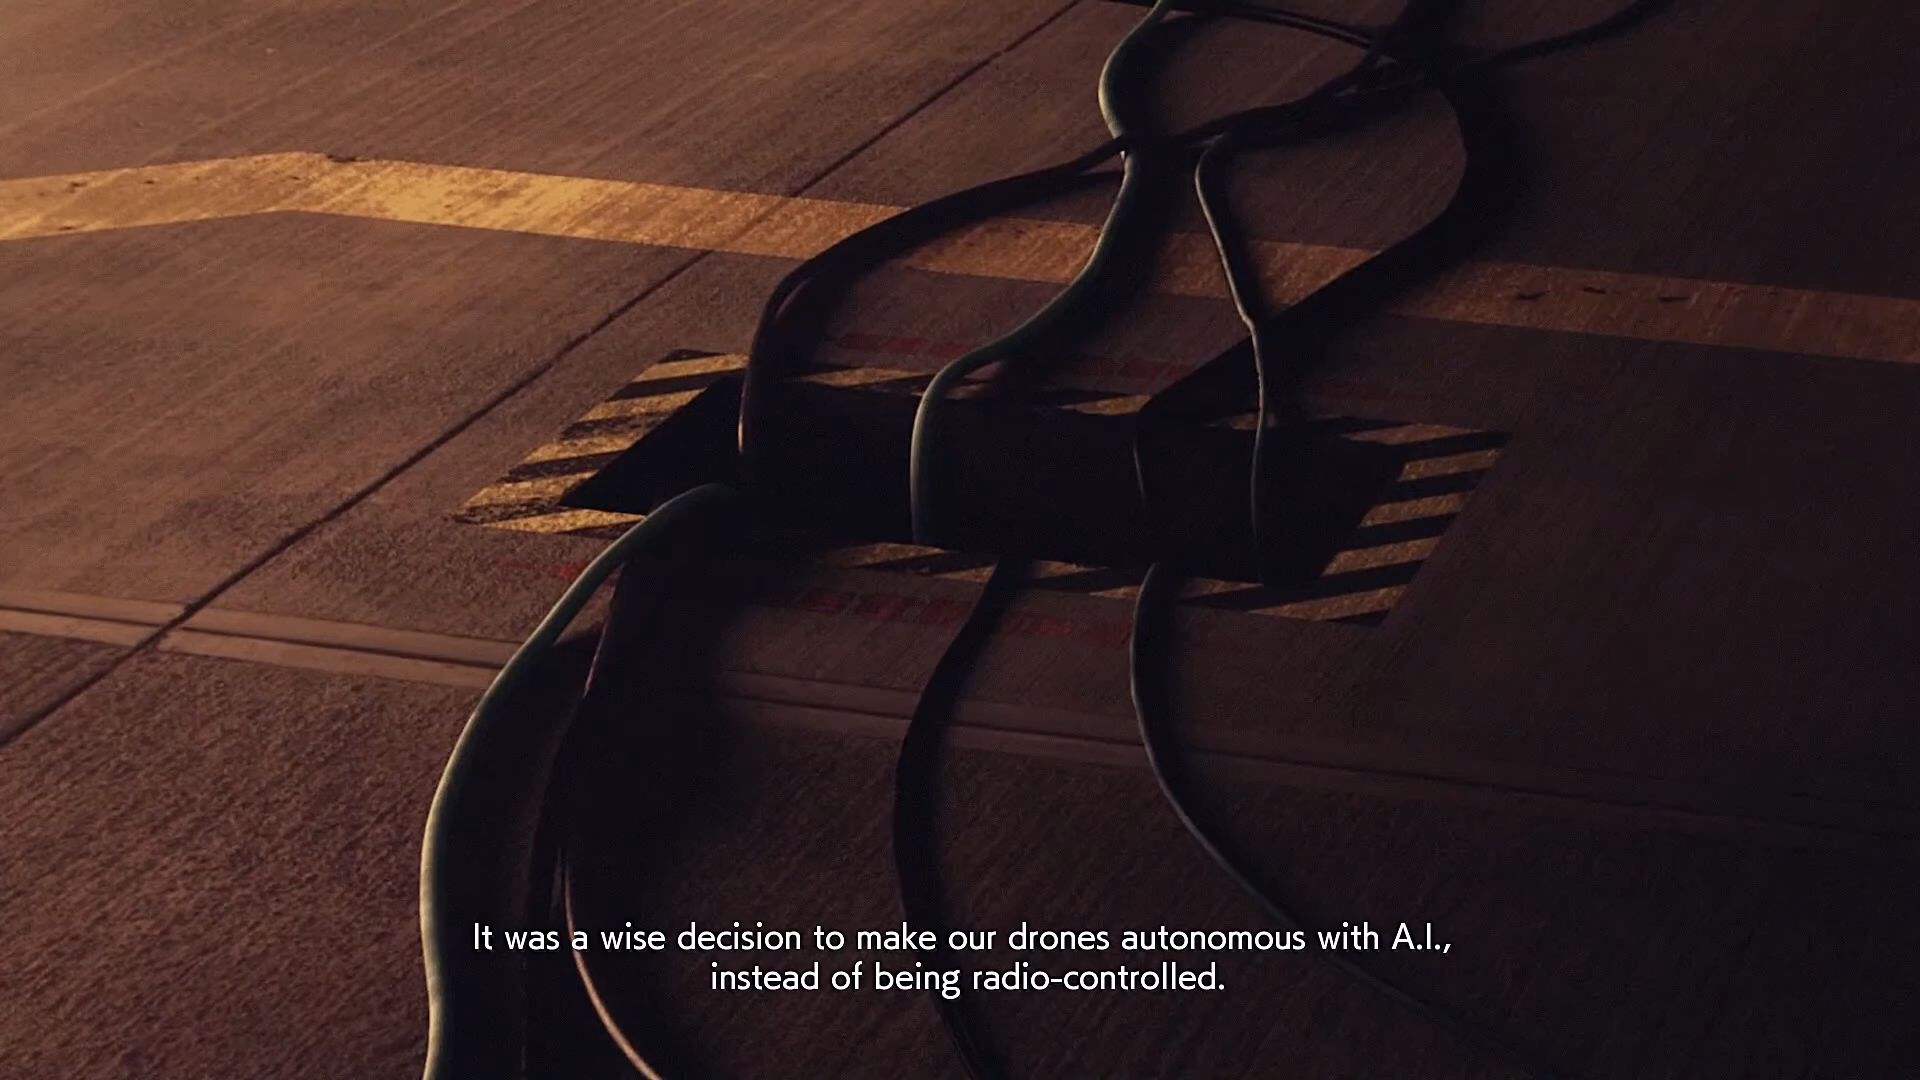 It was a wise decision to make our drones autonomous with A.I.,
instead of being radio-controlled.